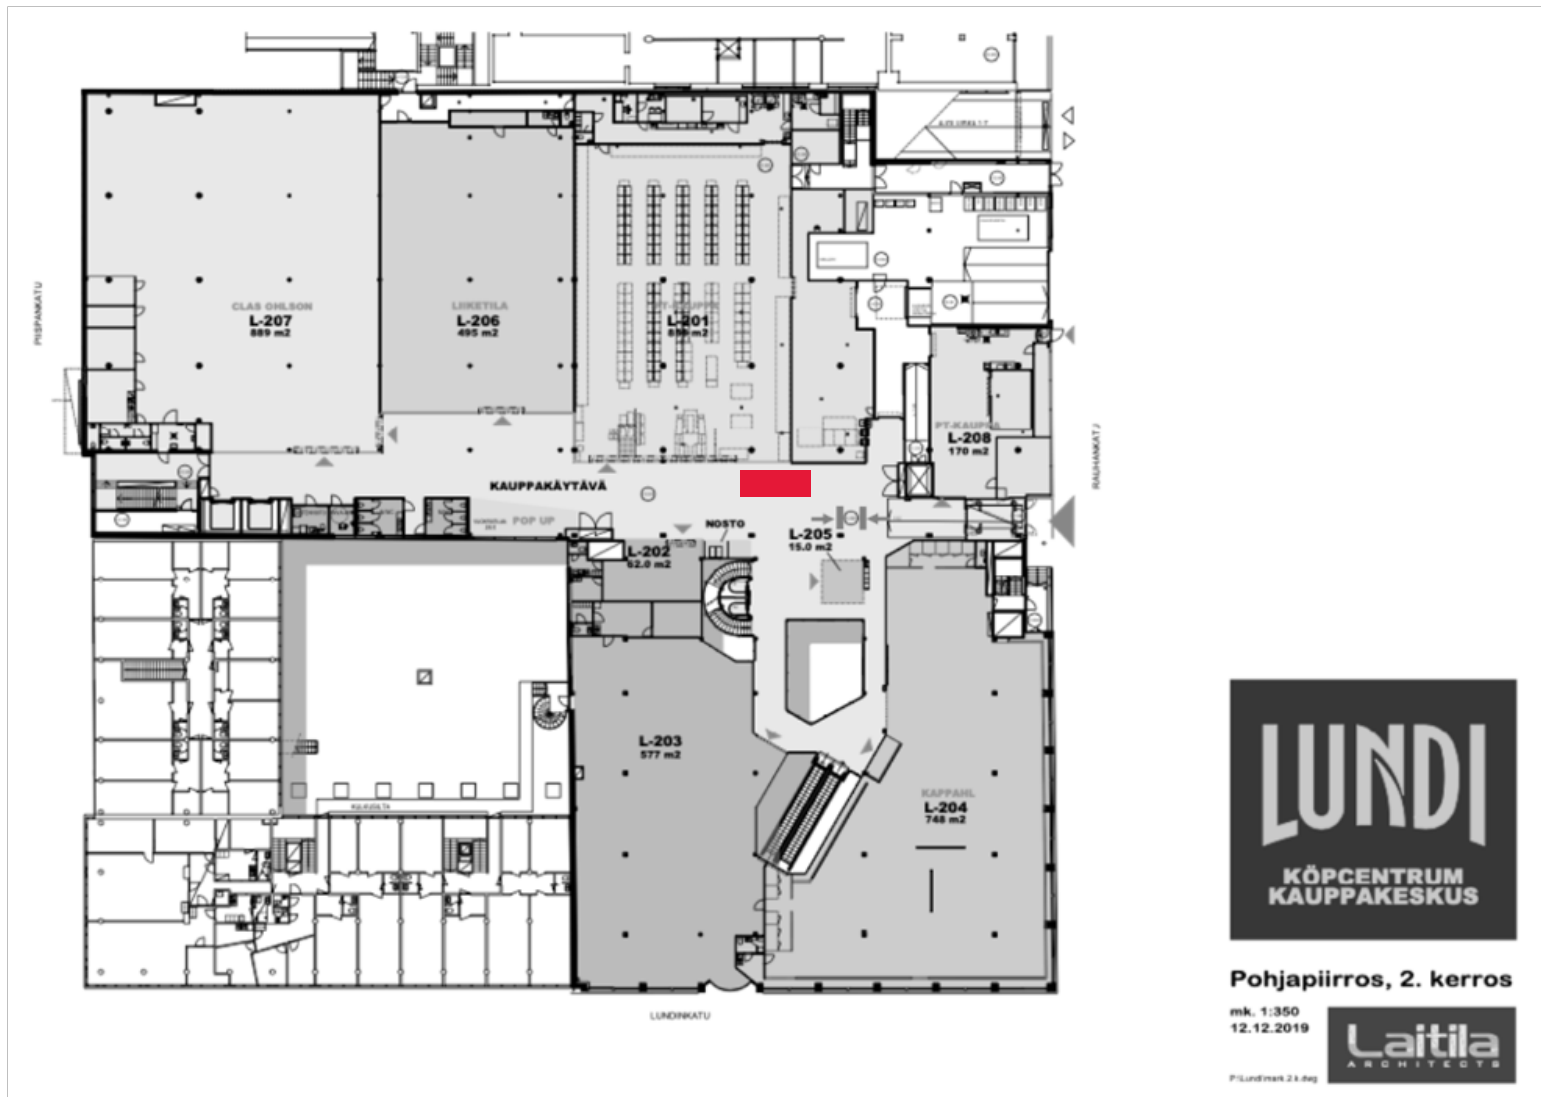 CLAS OHLSON
L-207
889 m2
LIIKETILA
L-206
495 m2
L-201
PT-KAUPPA
L-208
170 m2
PIISPANKATU
KAUPPAKÄYTÄVÄ
POP UP
NOSTO
L-202
62.0 m2
L-205
15.0 m2
L-203
577 m2
KAPPAHL
L-204
748 m2
KULKUSILTA
LUNDINKATU
LUNDI
KÖPCENTRUM
KAUPPAKESKUS
Pohjapiirros, 2. kerros
mk. 1:350
12.12.2019
Laitila
ARCHITECTS